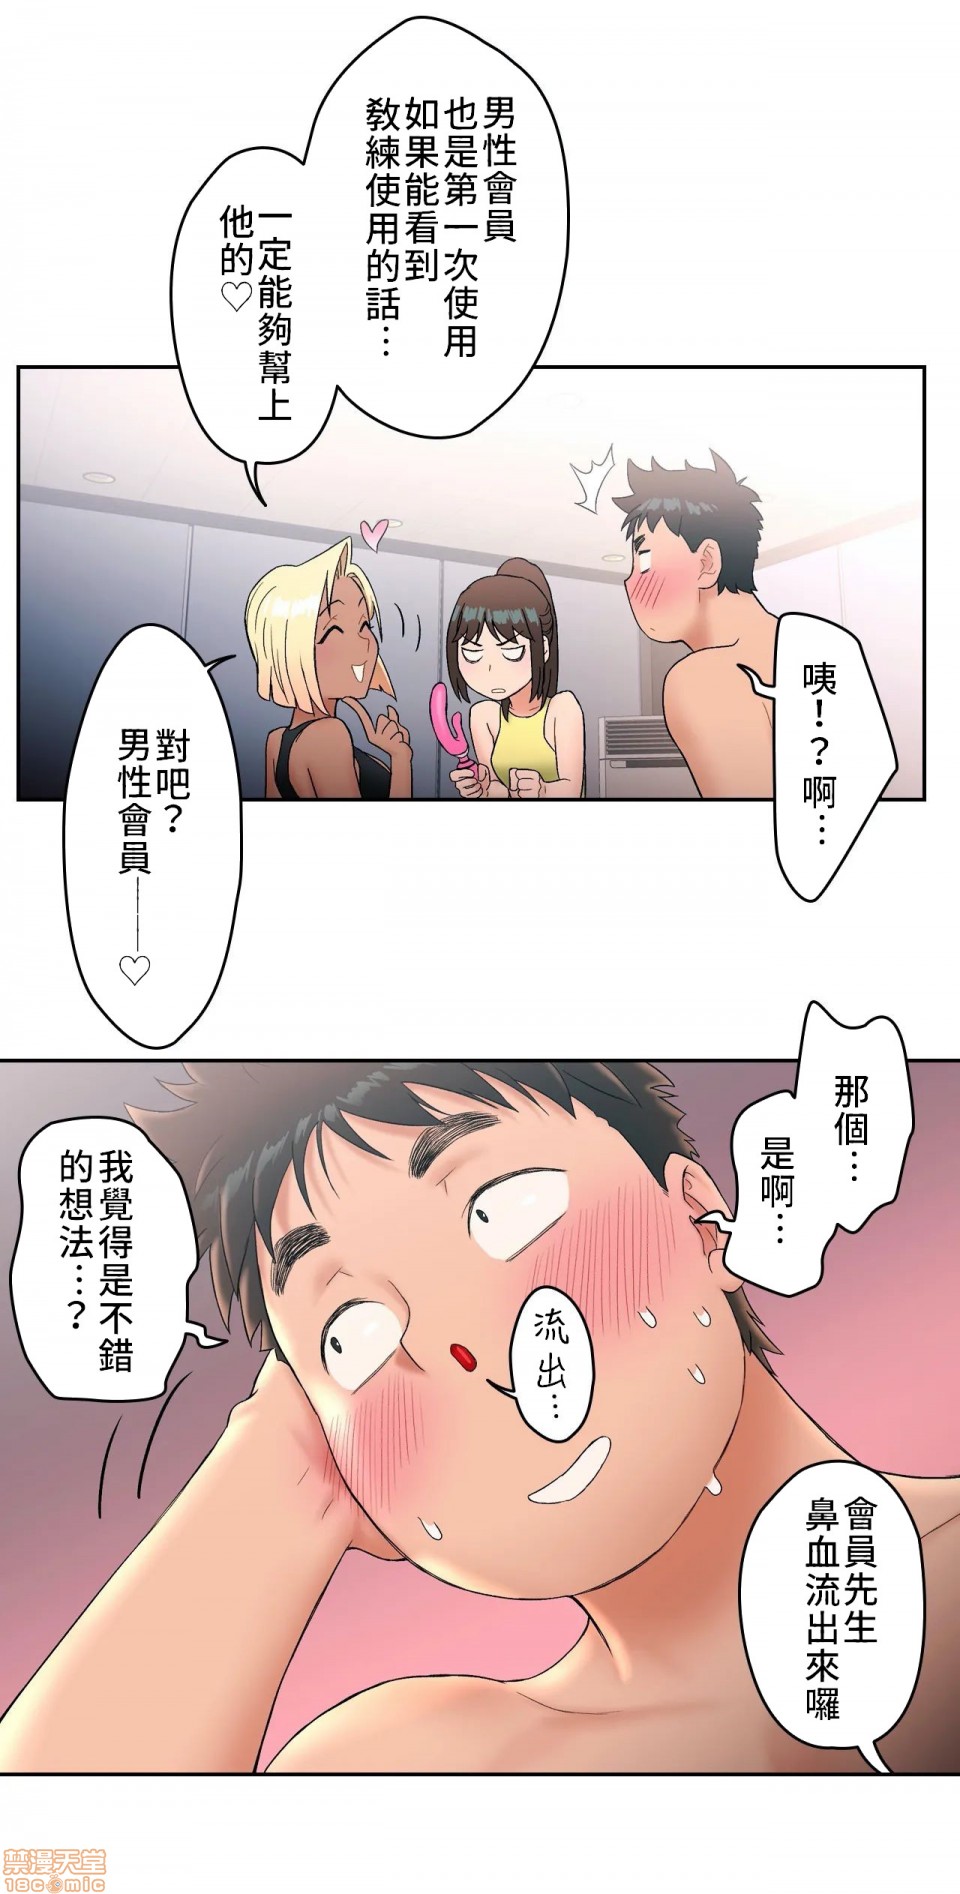 男性會員
也是第一次使用
如果能看到
教練使用的話…
一定能夠幫上
他的♡
咦！？啊…
對吧？
男性會員——♡
那個…
是啊…
我覺得是不錯
的想法…？
流出…
會員先生
鼻血流出來囉
禁漫天堂
18comic